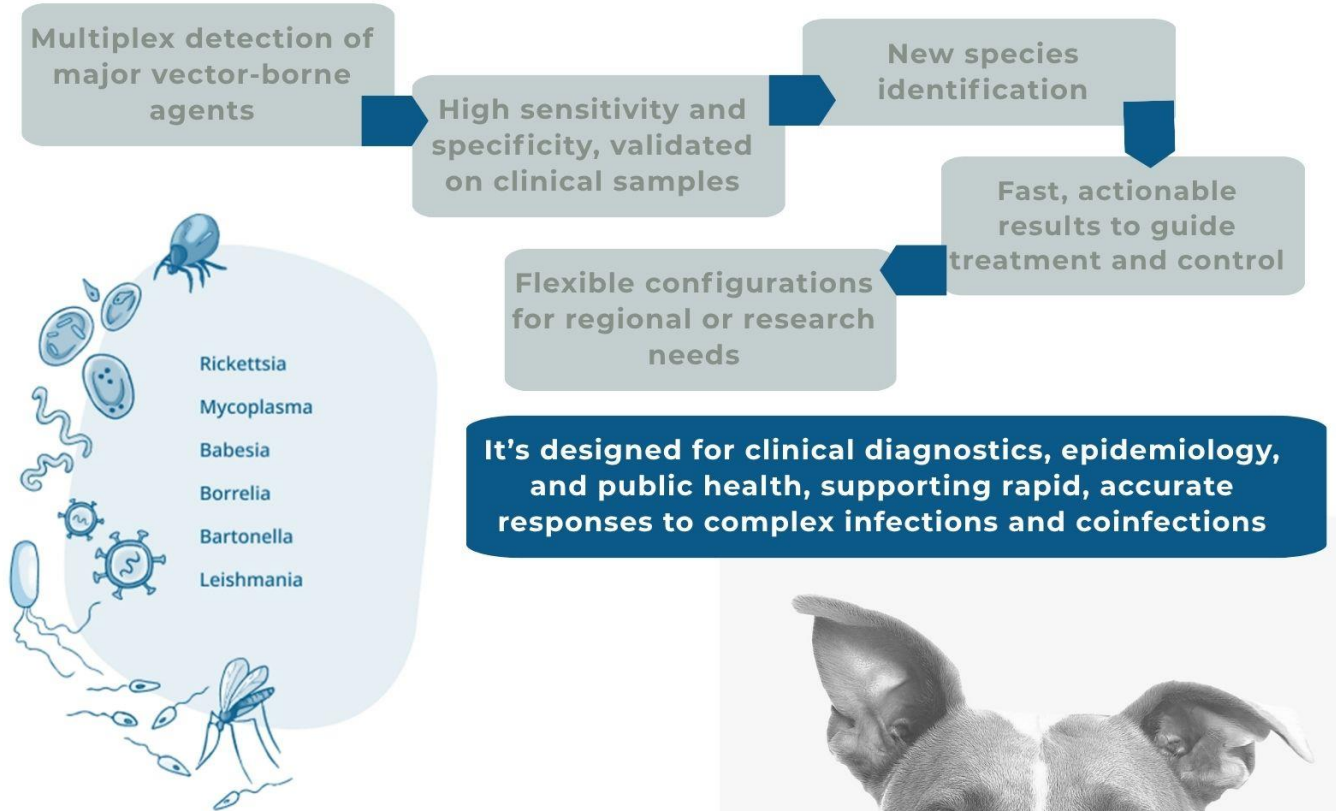 Multiplex detection of
major vector-borne
agents
High sensitivity and
specificity, validated
on clinical samples
New species
identification
Fast, actionable
results to guide
treatment and control
Flexible configurations
for regional or research
needs
Rickettsia
Mycoplasma
Babesia
Borrelia
Bartonella
Leishmania
It’s designed for clinical diagnostics, epidemiology,
and public health, supporting rapid, accurate
responses to complex infections and coinfections